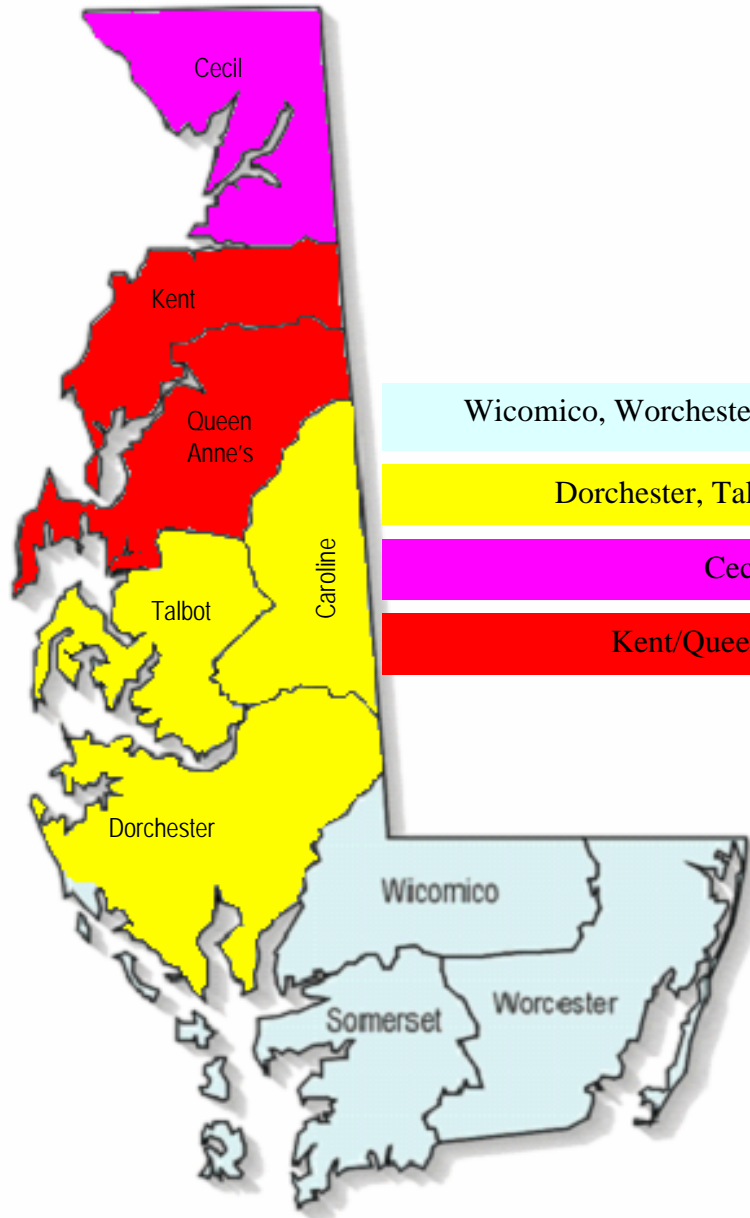 Cecil
Kent
Queen
Anne's
Wicomico, Worcheste
Dorchester, Tal
Cec
Kent/Quee
Caroline
Talbot
Dorchester
Wicomico
Somerset
Worcester